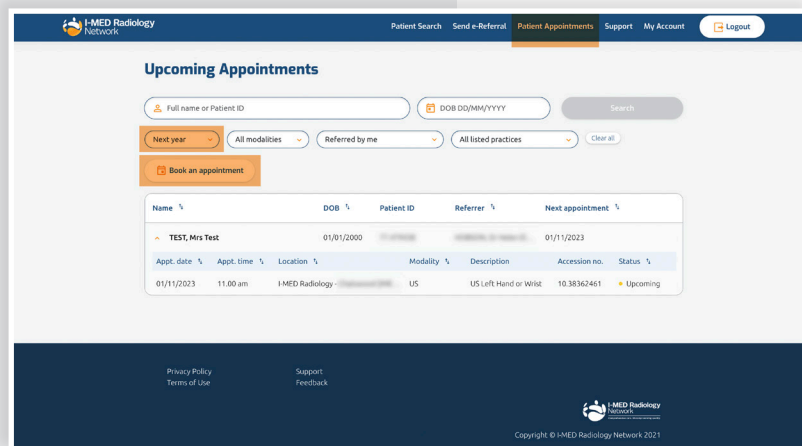 I-MED Radiology
Network
Patient Search Send e-Referral Patient Appointments Support My Account Logout
Upcoming Appointments
Full name or Patient ID DOB DD/MM/YYYY Search
Next year All modalities Referred by me All listed practices Clear all
Book an appointment
Name DOB Patient ID Referrer Next appointment
TEST, Mrs Test 01/01/2000 01/11/2023
Appt. date Appt. time Location Modality Description Accession no. Status
01/11/2023 11.00 am I-MED Radiology - US US Left Hand or Wrist 10.38362461 Upcoming
Privacy Policy Support
Terms of Use Feedback
I-MED Radiology
Network
Copyright © I-MED Radiology Network 2021